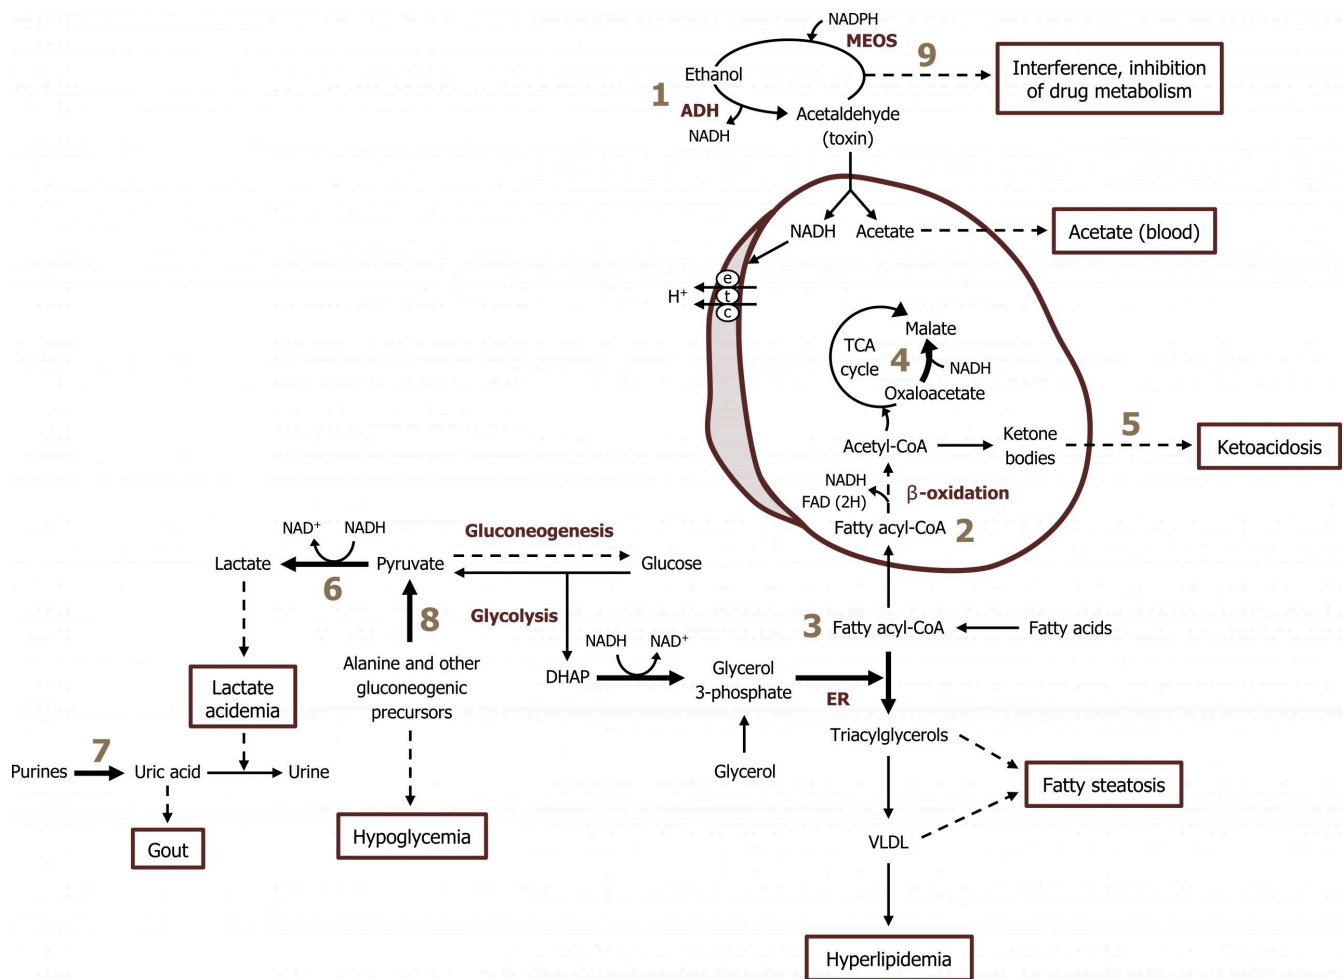 NADPH
MEOS
9
Ethanol
Interference, inhibition
of drug metabolism
1
ADH
NADH
Acetaldehyde
(toxin)
NADH
Acetate
Acetate (blood)
e
t
c
H⁺
TCA
cycle
4
Malate
NADH
Oxaloacetate
Acetyl-CoA
Ketone
bodies
5
Ketoacidosis
NADH
FAD (2H)
β-oxidation
Fatty acyl-CoA
2
NAD⁺
NADH
Gluconeogenesis
Lactate
6
Pyruvate
Glucose
8
Glycolysis
3
Fatty acyl-CoA
Fatty acids
NADH
NAD⁺
Alanine and other
gluconeogenic
precursors
DHAP
Glycerol
3-phosphate
ER
Lactate
acidemia
Triacylglycerols
7
Purines
Uric acid
Urine
Glycerol
Fatty steatosis
Gout
Hypoglycemia
VLDL
Hyperlipidemia